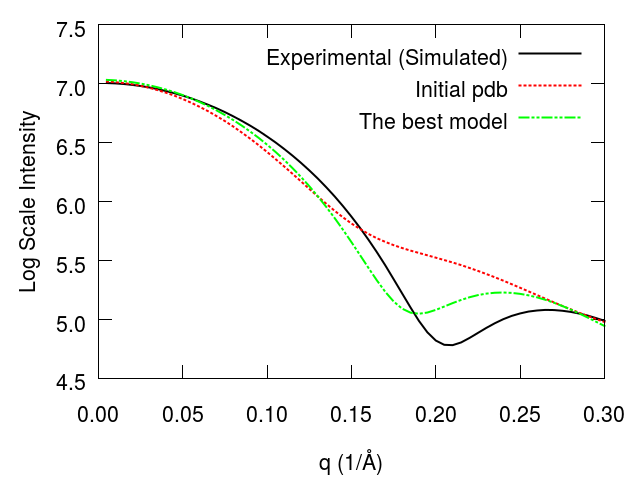 7.5
7.0
6.5
6.0
5.5
5.0
4.5
Log Scale Intensity
Experimental (Simulated)
Initial pdb
The best model
0.00 0.05 0.10 0.15 0.20 0.25 0.30
q (1/Å)